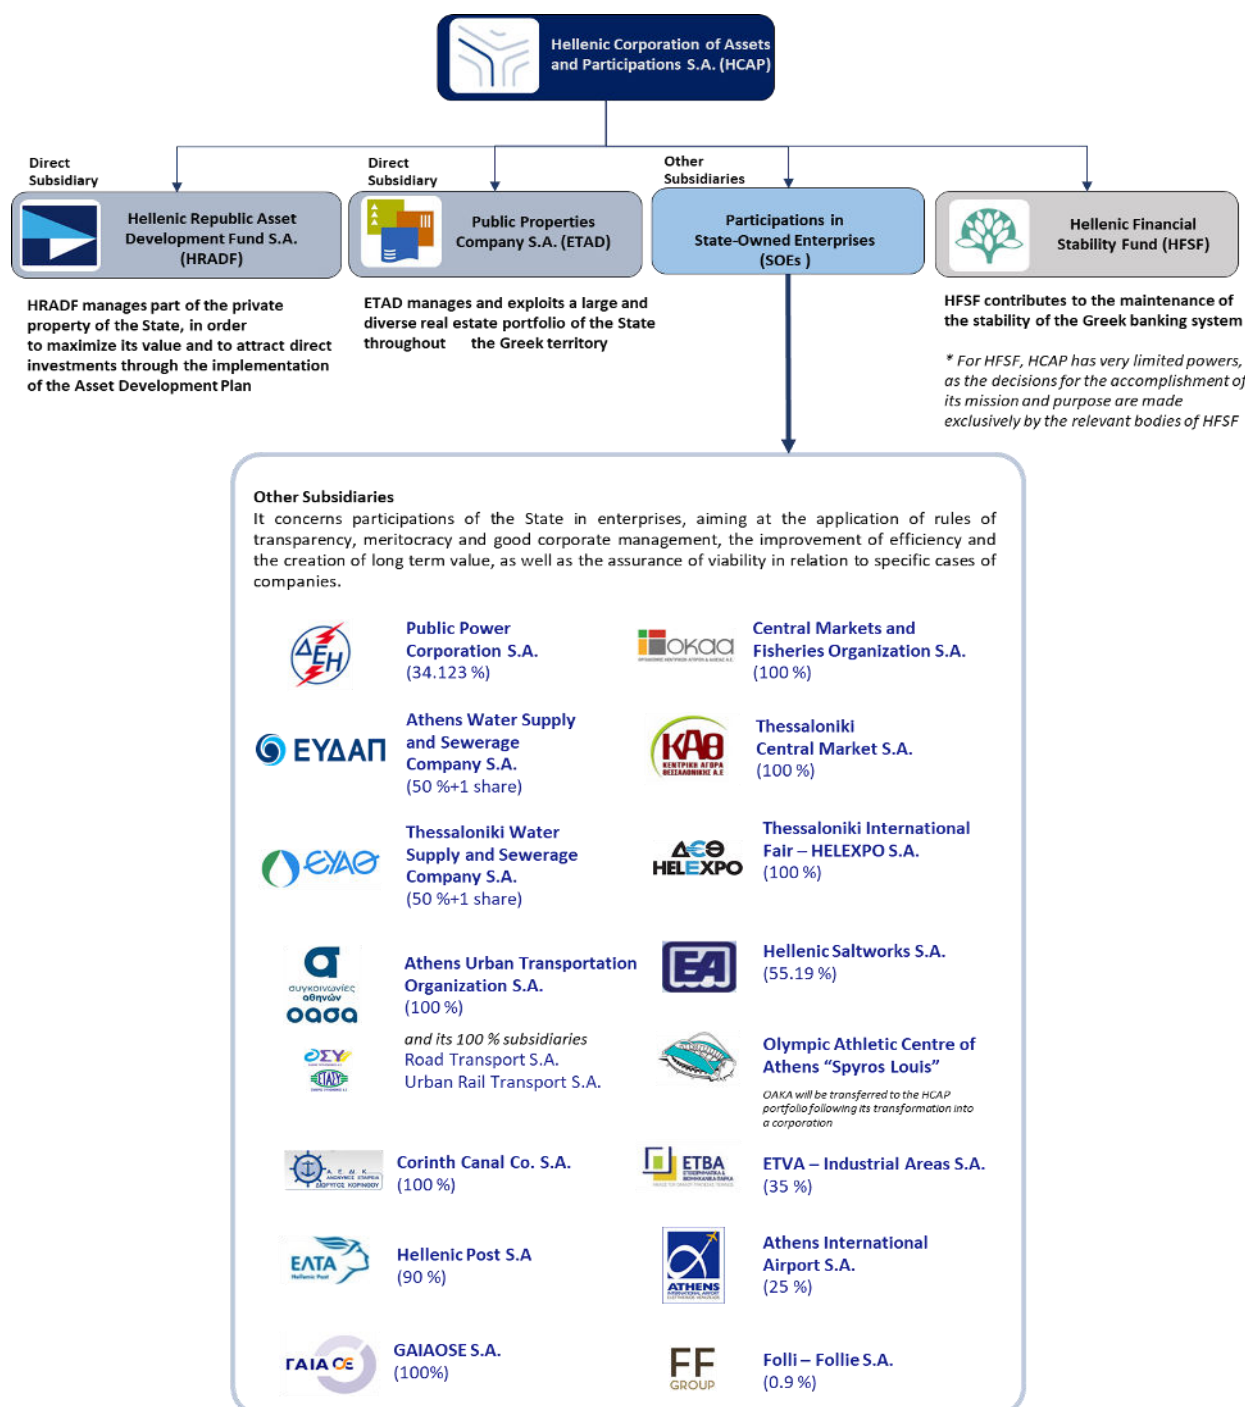 Hellenic Corporation of Assets
and Participations S.A. (HCAP)
Direct
Subsidiary
Hellenic Republic Asset
Development Fund S.A.
(HRADF)
HRADF manages part of the private
property of the State, in order
to maximize its value and to attract direct
investments through the implementation
of the Asset Development Plan
Direct
Subsidiary
Public Properties
Company S.A. (ETAD)
ETAD manages and exploits a large and
diverse real estate portfolio of the State
throughout the Greek territory
Other
Subsidiaries
Participations in
State-Owned Enterprises
(SOEs )
Hellenic Financial
Stability Fund (HFSF)
HFSF contributes to the maintenance of
the stability of the Greek banking system
* For HFSF, HCAP has very limited powers,
as the decisions for the accomplishment of
its mission and purpose are made
exclusively by the relevant bodies of HFSF
Other Subsidiaries
It concerns participations of the State in enterprises, aiming at the application of rules of
transparency, meritocracy and good corporate management, the improvement of efficiency and
the creation of long term value, as well as the assurance of viability in relation to specific cases of
companies.
ΔΕΗ
Public Power
Corporation S.A.
(34.123 %)
ΕΥΔΑΠ
Athens Water Supply
and Sewerage
Company S.A.
(50 %+1 share)
ΕΥΑΘ
Thessaloniki Water
Supply and Sewerage
Company S.A.
(50 %+1 share)
συγκοινωνίες
αθηνών
οασα
Athens Urban Transportation
Organization S.A.
(100 %)
and its 100 % subsidiaries
ΟΣΥ
Road Transport S.A.
ΣΤΑΣΥ
Urban Rail Transport S.A.
Α. Ε. ΔΙ. Κ.
ΑΝΩΝΥΜΟΣ ΕΤΑΙΡΕΙΑ
ΔΙΩΡΥΓΟΣ ΚΟΡΙΝΘΟΥ
Corinth Canal Co. S.A.
(100 %)
ΕΛΤΑ
Hellenic Post
Hellenic Post S.A
(90 %)
ΓΑΙΑ ΟΣΕ
GAIAOSE S.A.
(100%)
οκαα
Central Markets and
Fisheries Organization S.A.
(100 %)
ΚΑΘ
ΚΕΝΤΡΙΚΗ ΑΓΟΡΑ
ΘΕΣΣΑΛΟΝΙΚΗΣ Α.Ε
Thessaloniki
Central Market S.A.
(100 %)
ΔΕΘ
HELEXPO
Thessaloniki International
Fair – HELEXPO S.A.
(100 %)
ΕΑ
Hellenic Saltworks S.A.
(55.19 %)
Olympic Athletic Centre of
Athens “Spyros Louis”
OAKA will be transferred to the HCAP
portfolio following its transformation into
a corporation
ΕΤΒΑ
ΕΠΙΧΕΙΡΗΜΑΤΙΚΑ &
ΒΙΟΜΗΧΑΝΙΚΑ ΠΑΡΚΑ
ETVA – Industrial Areas S.A.
(35 %)
ATHENS
INTERNATIONAL AIRPORT
Athens International
Airport S.A.
(25 %)
FF
GROUP
Folli – Follie S.A.
(0.9 %)